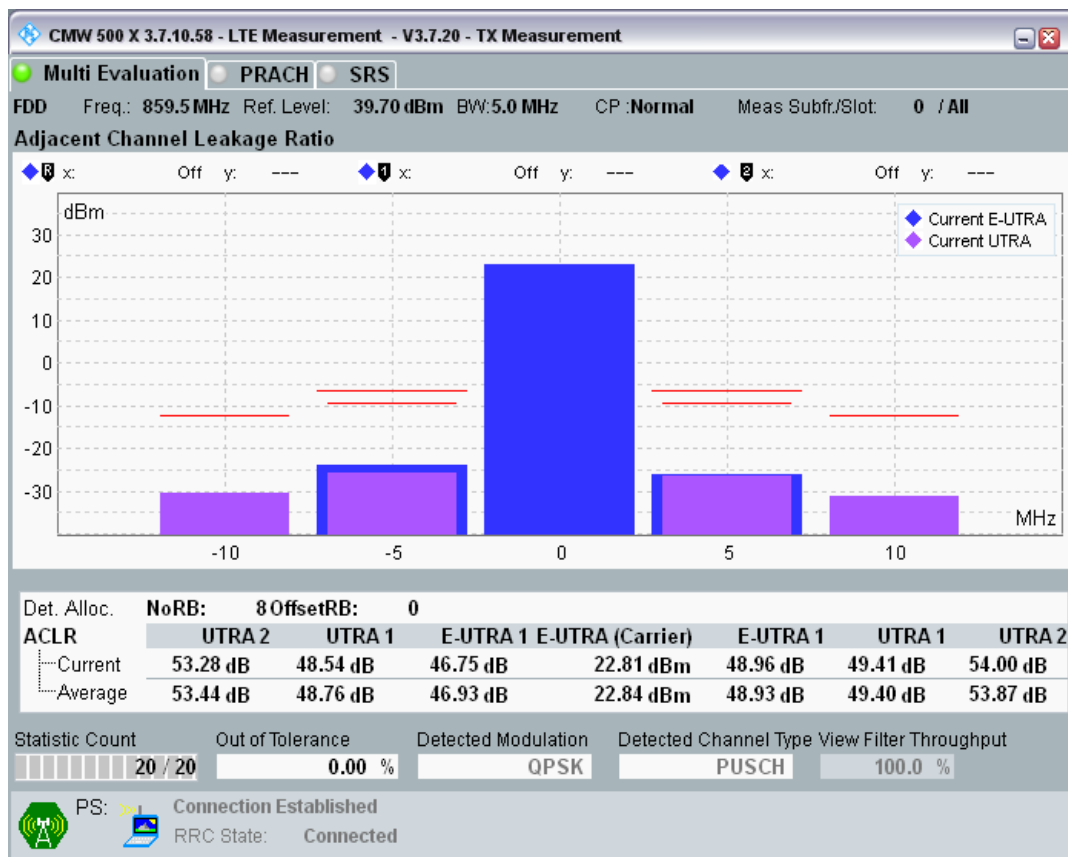 CMW 500 X 3.7.10.58 - LTE Measurement - V3.7.20 - TX Measurement
Multi Evaluation PRACH SRS
FDD Freq.: 859.5 MHz Ref. Level: 39.70 dBm BW:5.0 MHz CP :Normal Meas Subfr./Slot: 0 / All
Adjacent Channel Leakage Ratio
R x: Off y: --- 1 x: Off y: --- 2 x: Off y: ---
dBm
Current E-UTRA
Current UTRA
30
20
10
0
-10
-20
-30
MHz
-10 -5 0 5 10
Det. Alloc. NoRB: 8 OffsetRB: 0
ACLR UTRA 2 UTRA 1 E-UTRA 1 E-UTRA (Carrier) E-UTRA 1 UTRA 1 UTRA 2
Current 53.28 dB 48.54 dB 46.75 dB 22.81 dBm 48.96 dB 49.41 dB 54.00 dB
Average 53.44 dB 48.76 dB 46.93 dB 22.84 dBm 48.93 dB 49.40 dB 53.87 dB
Statistic Count Out of Tolerance Detected Modulation Detected Channel Type View Filter Throughput
20 / 20 0.00 % QPSK PUSCH 100.0 %
PS: Connection Established
RRC State: Connected